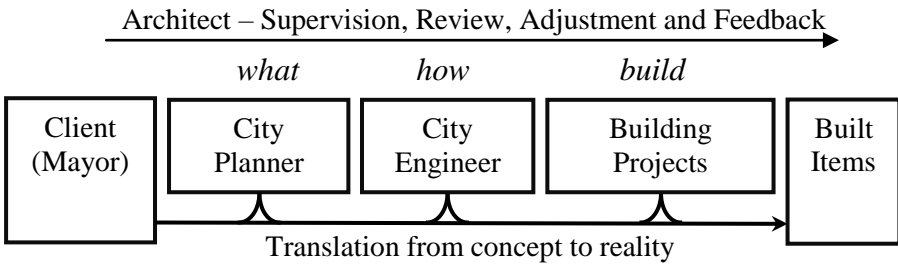 Architect – Supervision, Review, Adjustment and Feedback
what
how
build
Client
(Mayor)
City
Planner
City
Engineer
Building
Projects
Built
Items
Translation from concept to reality